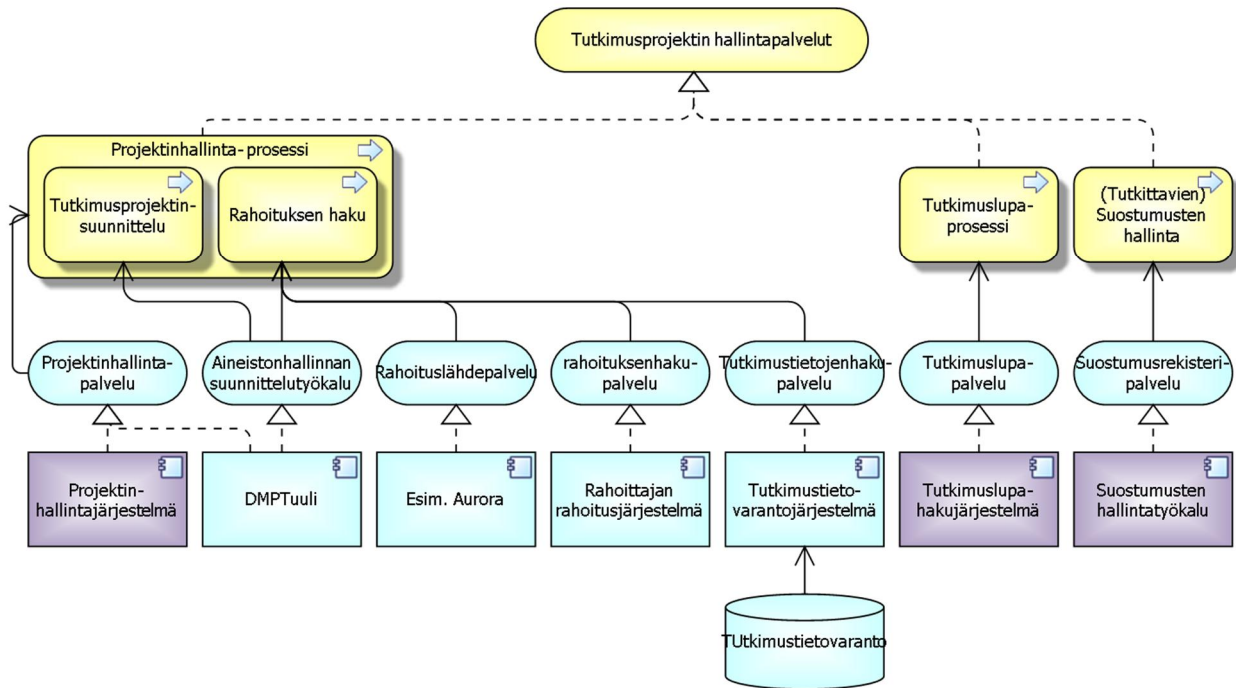 Tutkimusprojektin hallintapalvelut
Projektinhallinta-prosessi
Tutkimusprojektin-
suunnittelu
Rahoituksen haku
Tutkimuslupa-
prosessi
(Tutkittavien)
Suostumusten
hallinta
Projektinhallinta-
palvelu
Aineistonhallinnan
suunnittelutyökalu
Rahoituslähdepalvelu
rahoituksenhaku-
palvelu
Tutkimustietojenhaku-
palvelu
Tutkimuslupa-
palvelu
Suostumusrekisteri-
palvelu
Projektin-
hallintajärjestelmä
DMPTuuli
Esim. Aurora
Rahoittajan
rahoitusjärjestelmä
Tutkimustieto-
varantojärjestelmä
Tutkimuslupa-
hakujärjestelmä
Suostumusten
hallintatyökalu
TUtkimustietovaranto